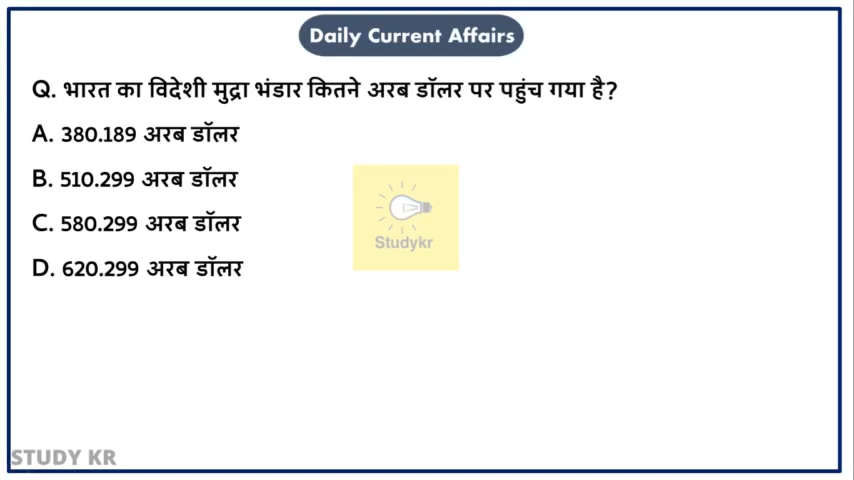 Daily Current Affairs
Q. भारत का विदेशी मुद्रा भंडार कितने अरब डॉलर पर पहुंच गया है?
A. 380.189 अरब डॉलर
B. 510.299 अरब डॉलर
C. 580.299 अरब डॉलर
D. 620.299 अरब डॉलर
Studykr
STUDY KR